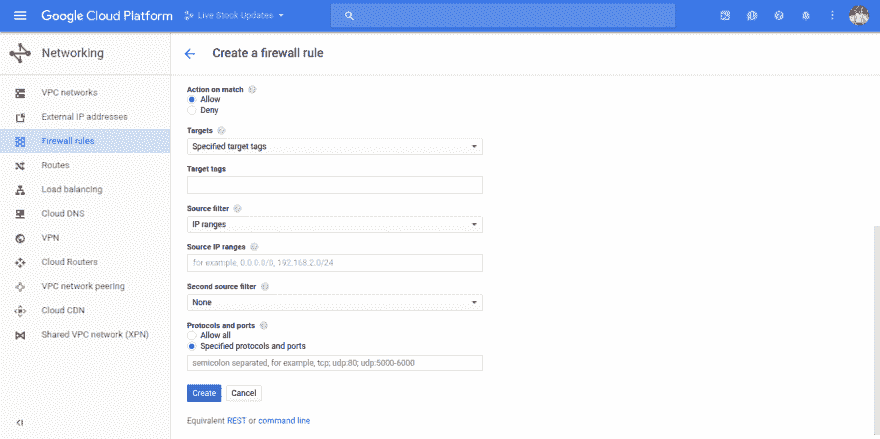 Google Cloud Platform
Live Stock Updates
Networking
Create a firewall rule
VPC networks
External IP addresses
Firewall rules
Routes
Load balancing
Cloud DNS
VPN
Cloud Routers
VPC network peering
Cloud CDN
Shared VPC network (XPN)
Action on match
Allow
Deny
Targets
Specified target tags
Target tags
Source filter
IP ranges
Source IP ranges
for example, 0.0.0.0/0, 192.168.2.0/24
Second source filter
None
Protocols and ports
Allow all
Specified protocols and ports
semicolon separated, for example, tcp; udp:80; udp:5000-6000
Create Cancel
Equivalent REST or command line